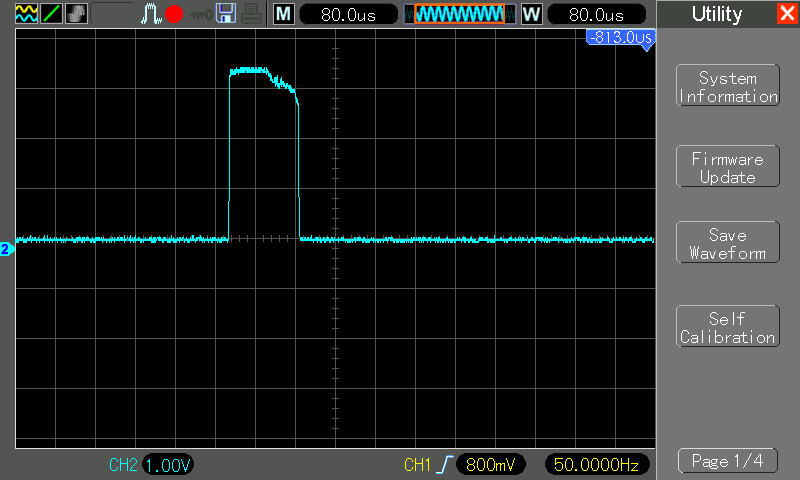 M 80.0us W 80.0us Utility
-813.0us
System
Information
Firmware
Update
2
Save
Waveform
Self
Calibration
CH2 1.00V CH1 800mV 50.0000Hz Page 1/4